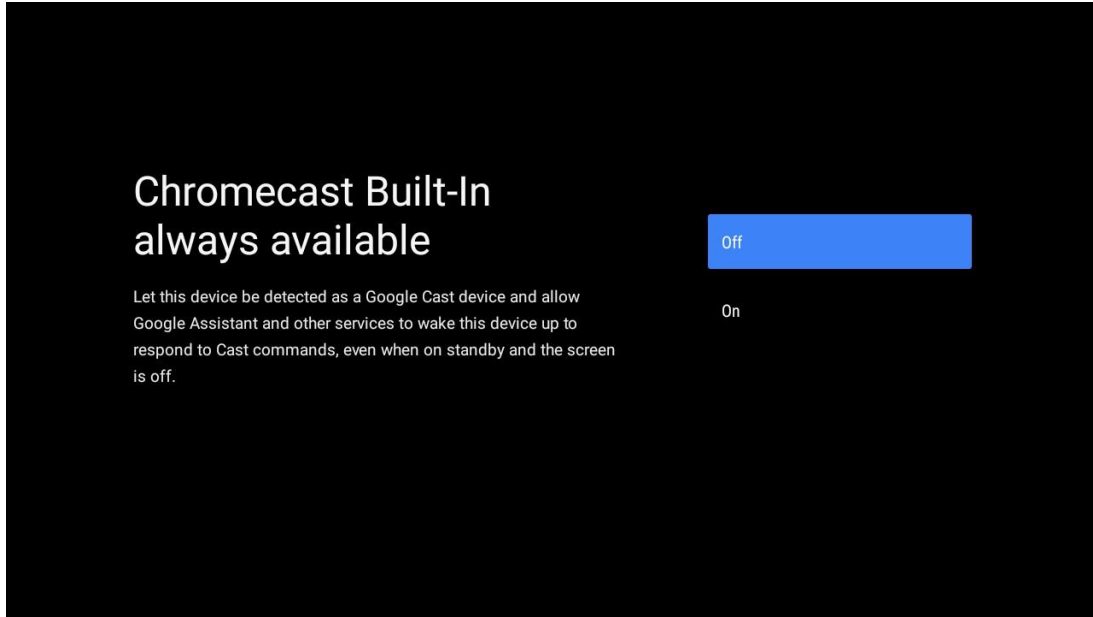 Chromecast Built-In
always available
Let this device be detected as a Google Cast device and allow
Google Assistant and other services to wake this device up to
respond to Cast commands, even when on standby and the screen
is off.
Off
On